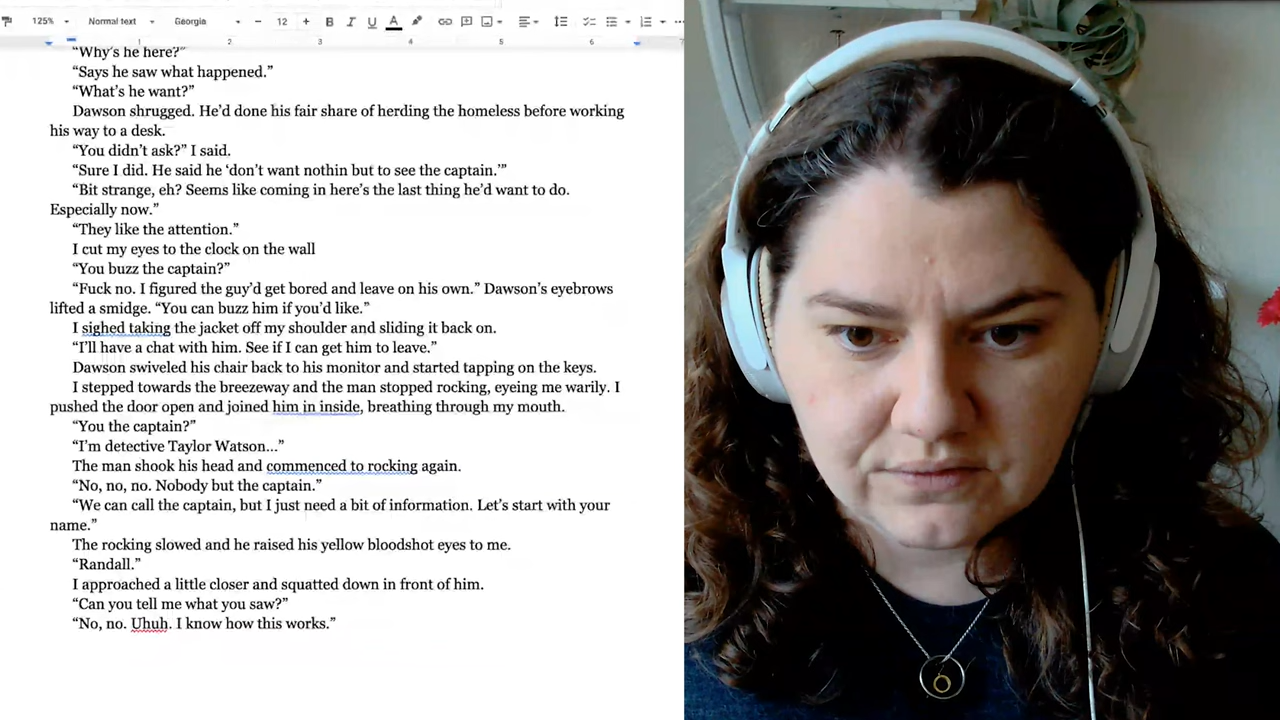 125% Normal text Georgia 12 B I U A
1 2 3 4 5 6 7
“Why’s he here?”
“Says he saw what happened.”
“What’s he want?”
Dawson shrugged. He’d done his fair share of herding the homeless before working
his way to a desk.
“You didn’t ask?” I said.
“Sure I did. He said he ‘don’t want nothin but to see the captain.’”
“Bit strange, eh? Seems like coming in here’s the last thing he’d want to do.
Especially now.”
“They like the attention.”
I cut my eyes to the clock on the wall
“You buzz the captain?”
“Fuck no. I figured the guy’d get bored and leave on his own.” Dawson’s eyebrows
lifted a smidge. “You can buzz him if you’d like.”
I sighed taking the jacket off my shoulder and sliding it back on.
“I’ll have a chat with him. See if I can get him to leave.”
Dawson swiveled his chair back to his monitor and started tapping on the keys.
I stepped towards the breezeway and the man stopped rocking, eyeing me warily. I
pushed the door open and joined him in inside, breathing through my mouth.
“You the captain?”
“I’m detective Taylor Watson...”
The man shook his head and commenced to rocking again.
“No, no, no. Nobody but the captain.”
“We can call the captain, but I just need a bit of information. Let’s start with your
name.”
The rocking slowed and he raised his yellow bloodshot eyes to me.
“Randall.”
I approached a little closer and squatted down in front of him.
“Can you tell me what you saw?”
“No, no. Uhuh. I know how this works.”